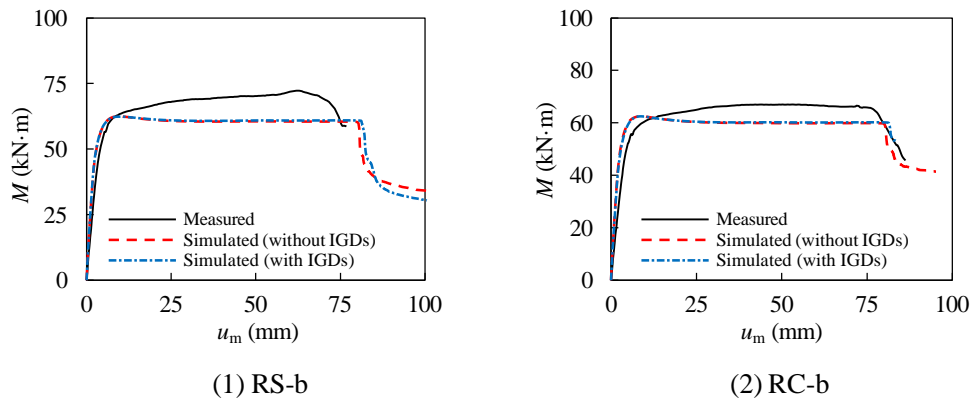 100
75
50
25
0
M (kN·m)
Measured
Simulated (without IGDs)
Simulated (with IGDs)
0 25 50 75 100
um (mm)
(1) RS-b
100
80
60
40
20
0
M (kN·m)
Measured
Simulated (without IGDs)
Simulated (with IGDs)
0 25 50 75 100
um (mm)
(2) RC-b